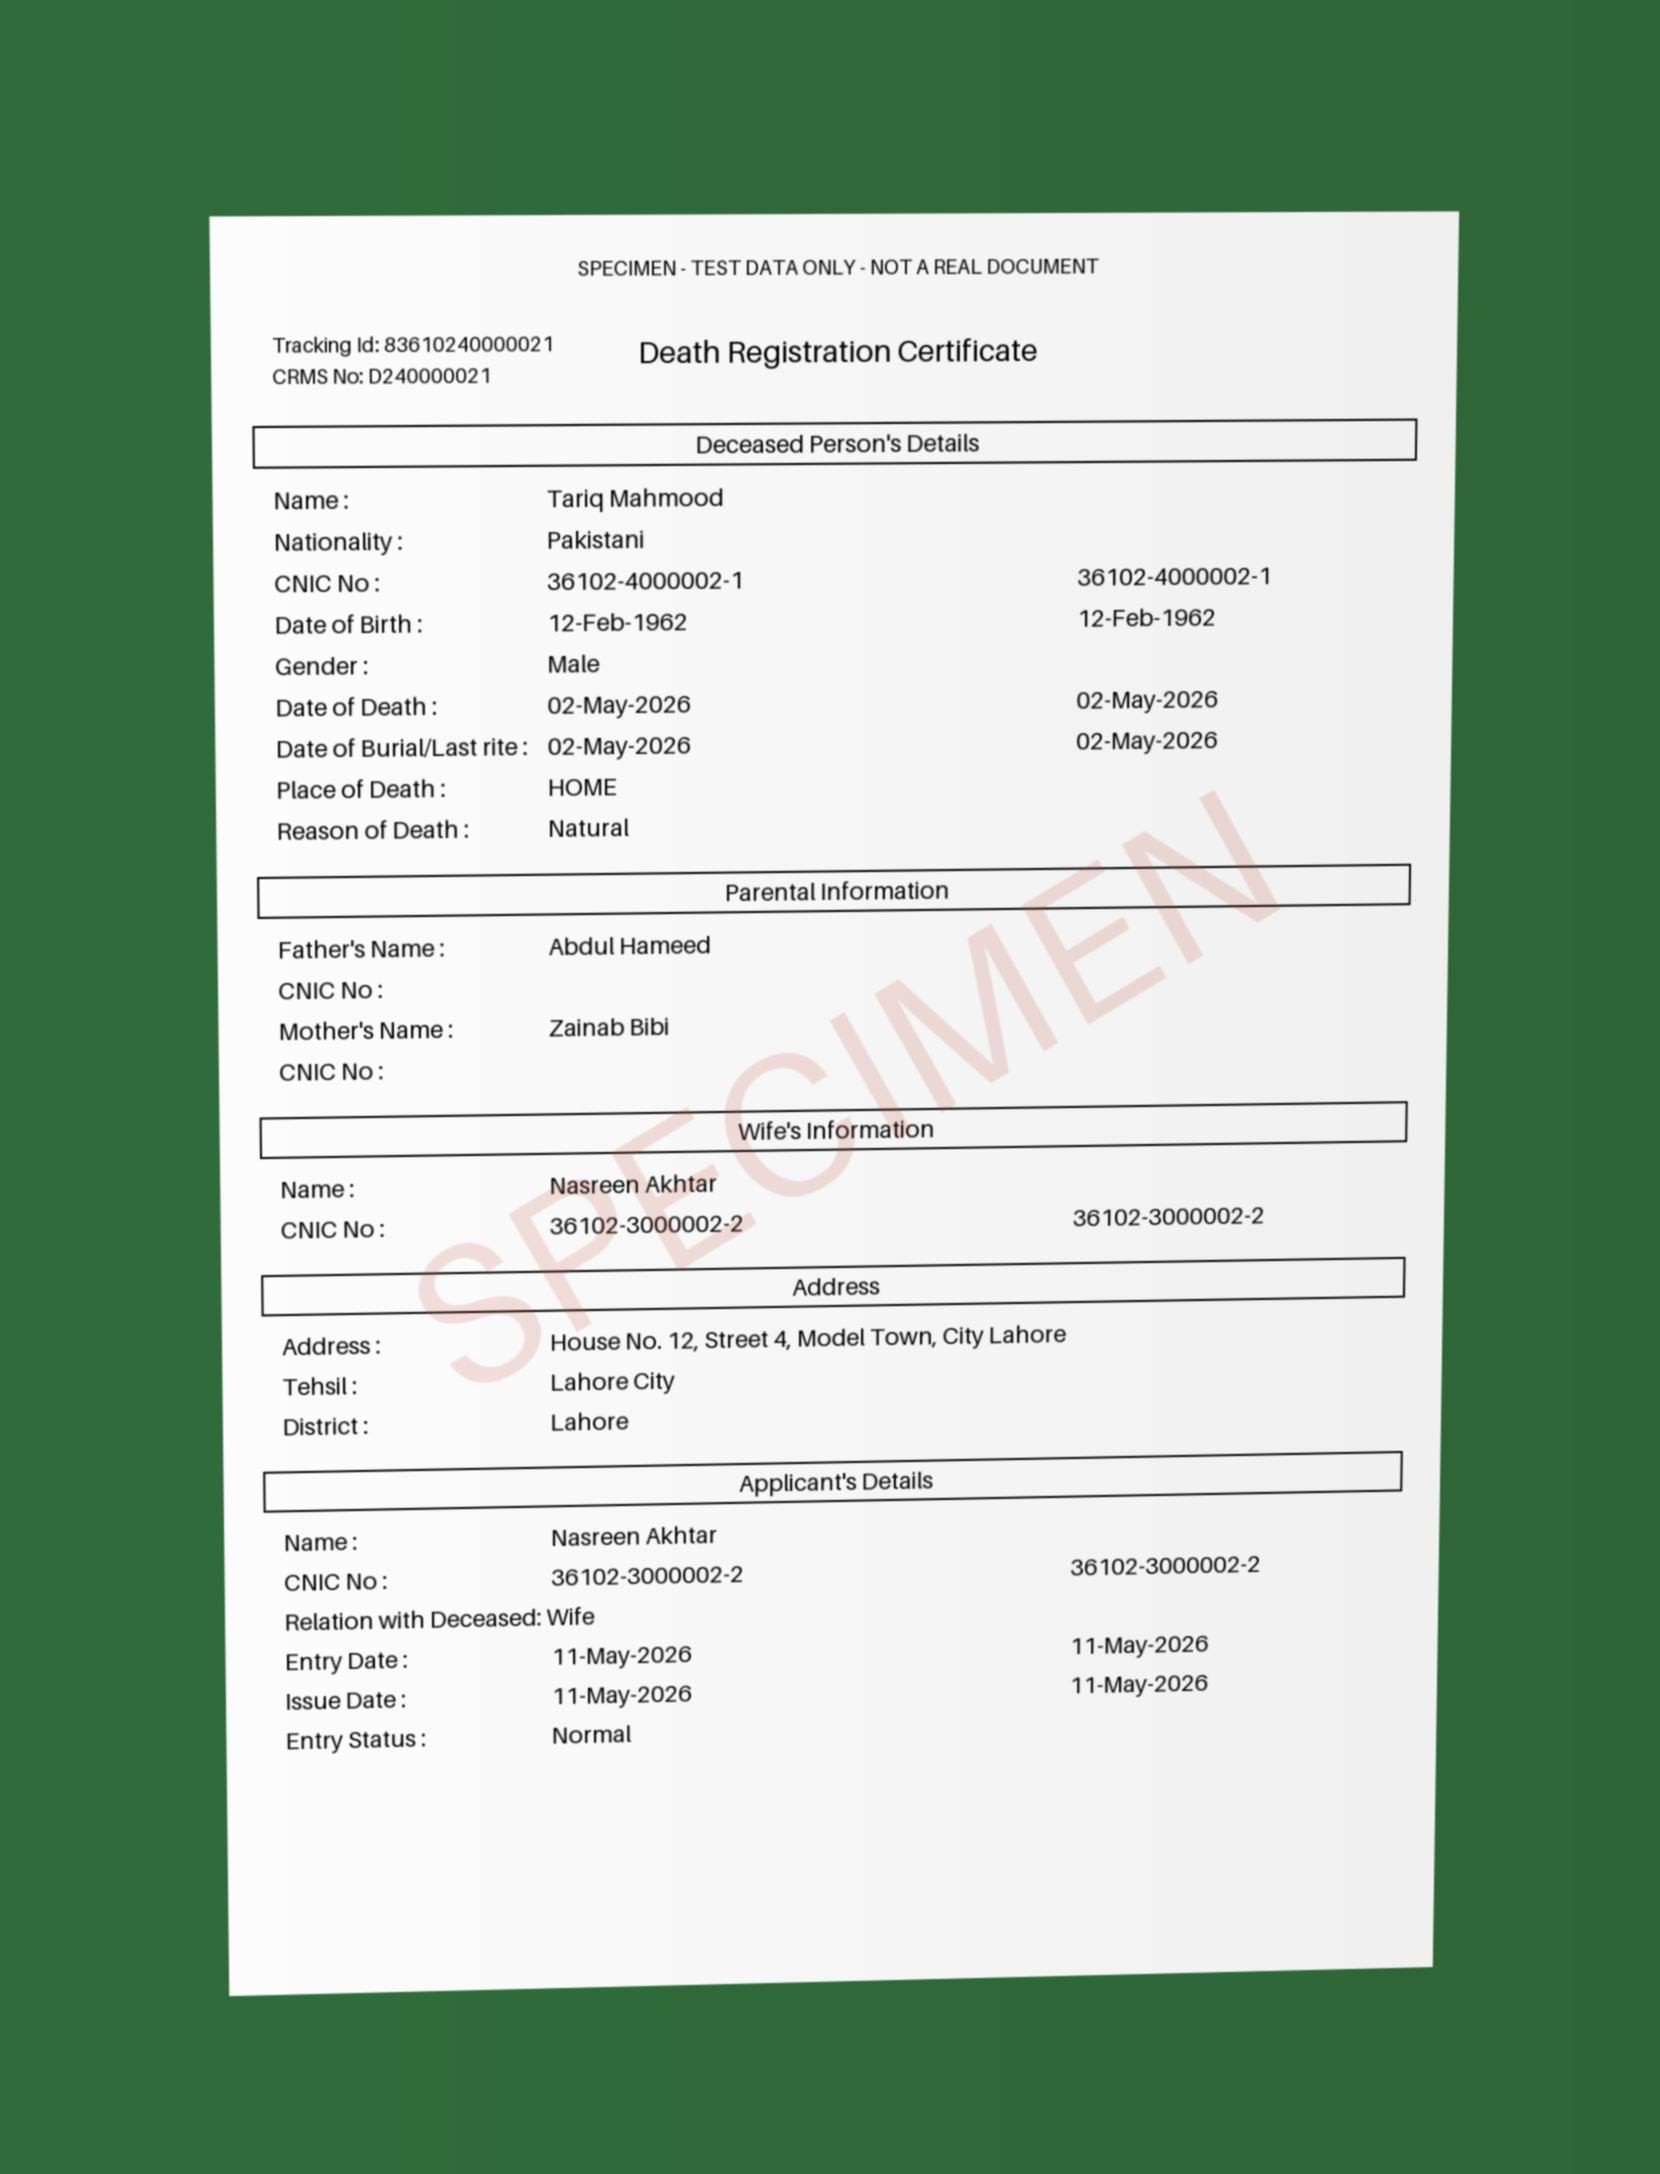 SPECIMEN - TEST DATA ONLY - NOT A REAL DOCUMENT
Tracking Id: 83610240000021
CRMS No: D240000021
Death Registration Certificate
Deceased Person's Details
Name : Tariq Mahmood
Nationality : Pakistani
CNIC No : 36102-4000002-1 36102-4000002-1
Date of Birth : 12-Feb-1962 12-Feb-1962
Gender : Male
Date of Death : 02-May-2026 02-May-2026
Date of Burial/Last rite : 02-May-2026 02-May-2026
Place of Death : HOME
Reason of Death : Natural
Parental Information
Father's Name : Abdul Hameed
CNIC No :
Mother's Name : Zainab Bibi
CNIC No :
Wife's Information
Name : Nasreen Akhtar
CNIC No : 36102-3000002-2 36102-3000002-2
Address
Address : House No. 12, Street 4, Model Town, City Lahore
Tehsil : Lahore City
District : Lahore
Applicant's Details
Name : Nasreen Akhtar
CNIC No : 36102-3000002-2 36102-3000002-2
Relation with Deceased: Wife
Entry Date : 11-May-2026 11-May-2026
Issue Date : 11-May-2026 11-May-2026
Entry Status : Normal
SPECIMEN